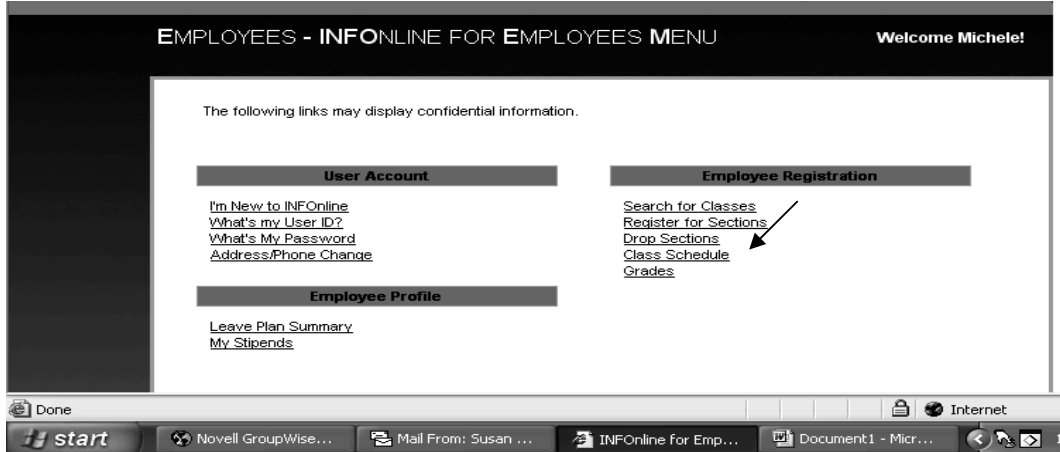 EMPLOYEES - INFONLINE FOR EMPLOYEES MENU
Welcome Michele!
The following links may display confidential information.
User Account
I'm New to INFOnline
What's my User ID?
What's My Password
Address/Phone Change
Employee Profile
Leave Plan Summary
My Stipends
Employee Registration
Search for Classes
Register for Sections
Drop Sections
Class Schedule
Grades
Done
Internet
start
Novell GroupWise...
Mail From: Susan ...
INFOnline for Emp...
Document1 - Micr...